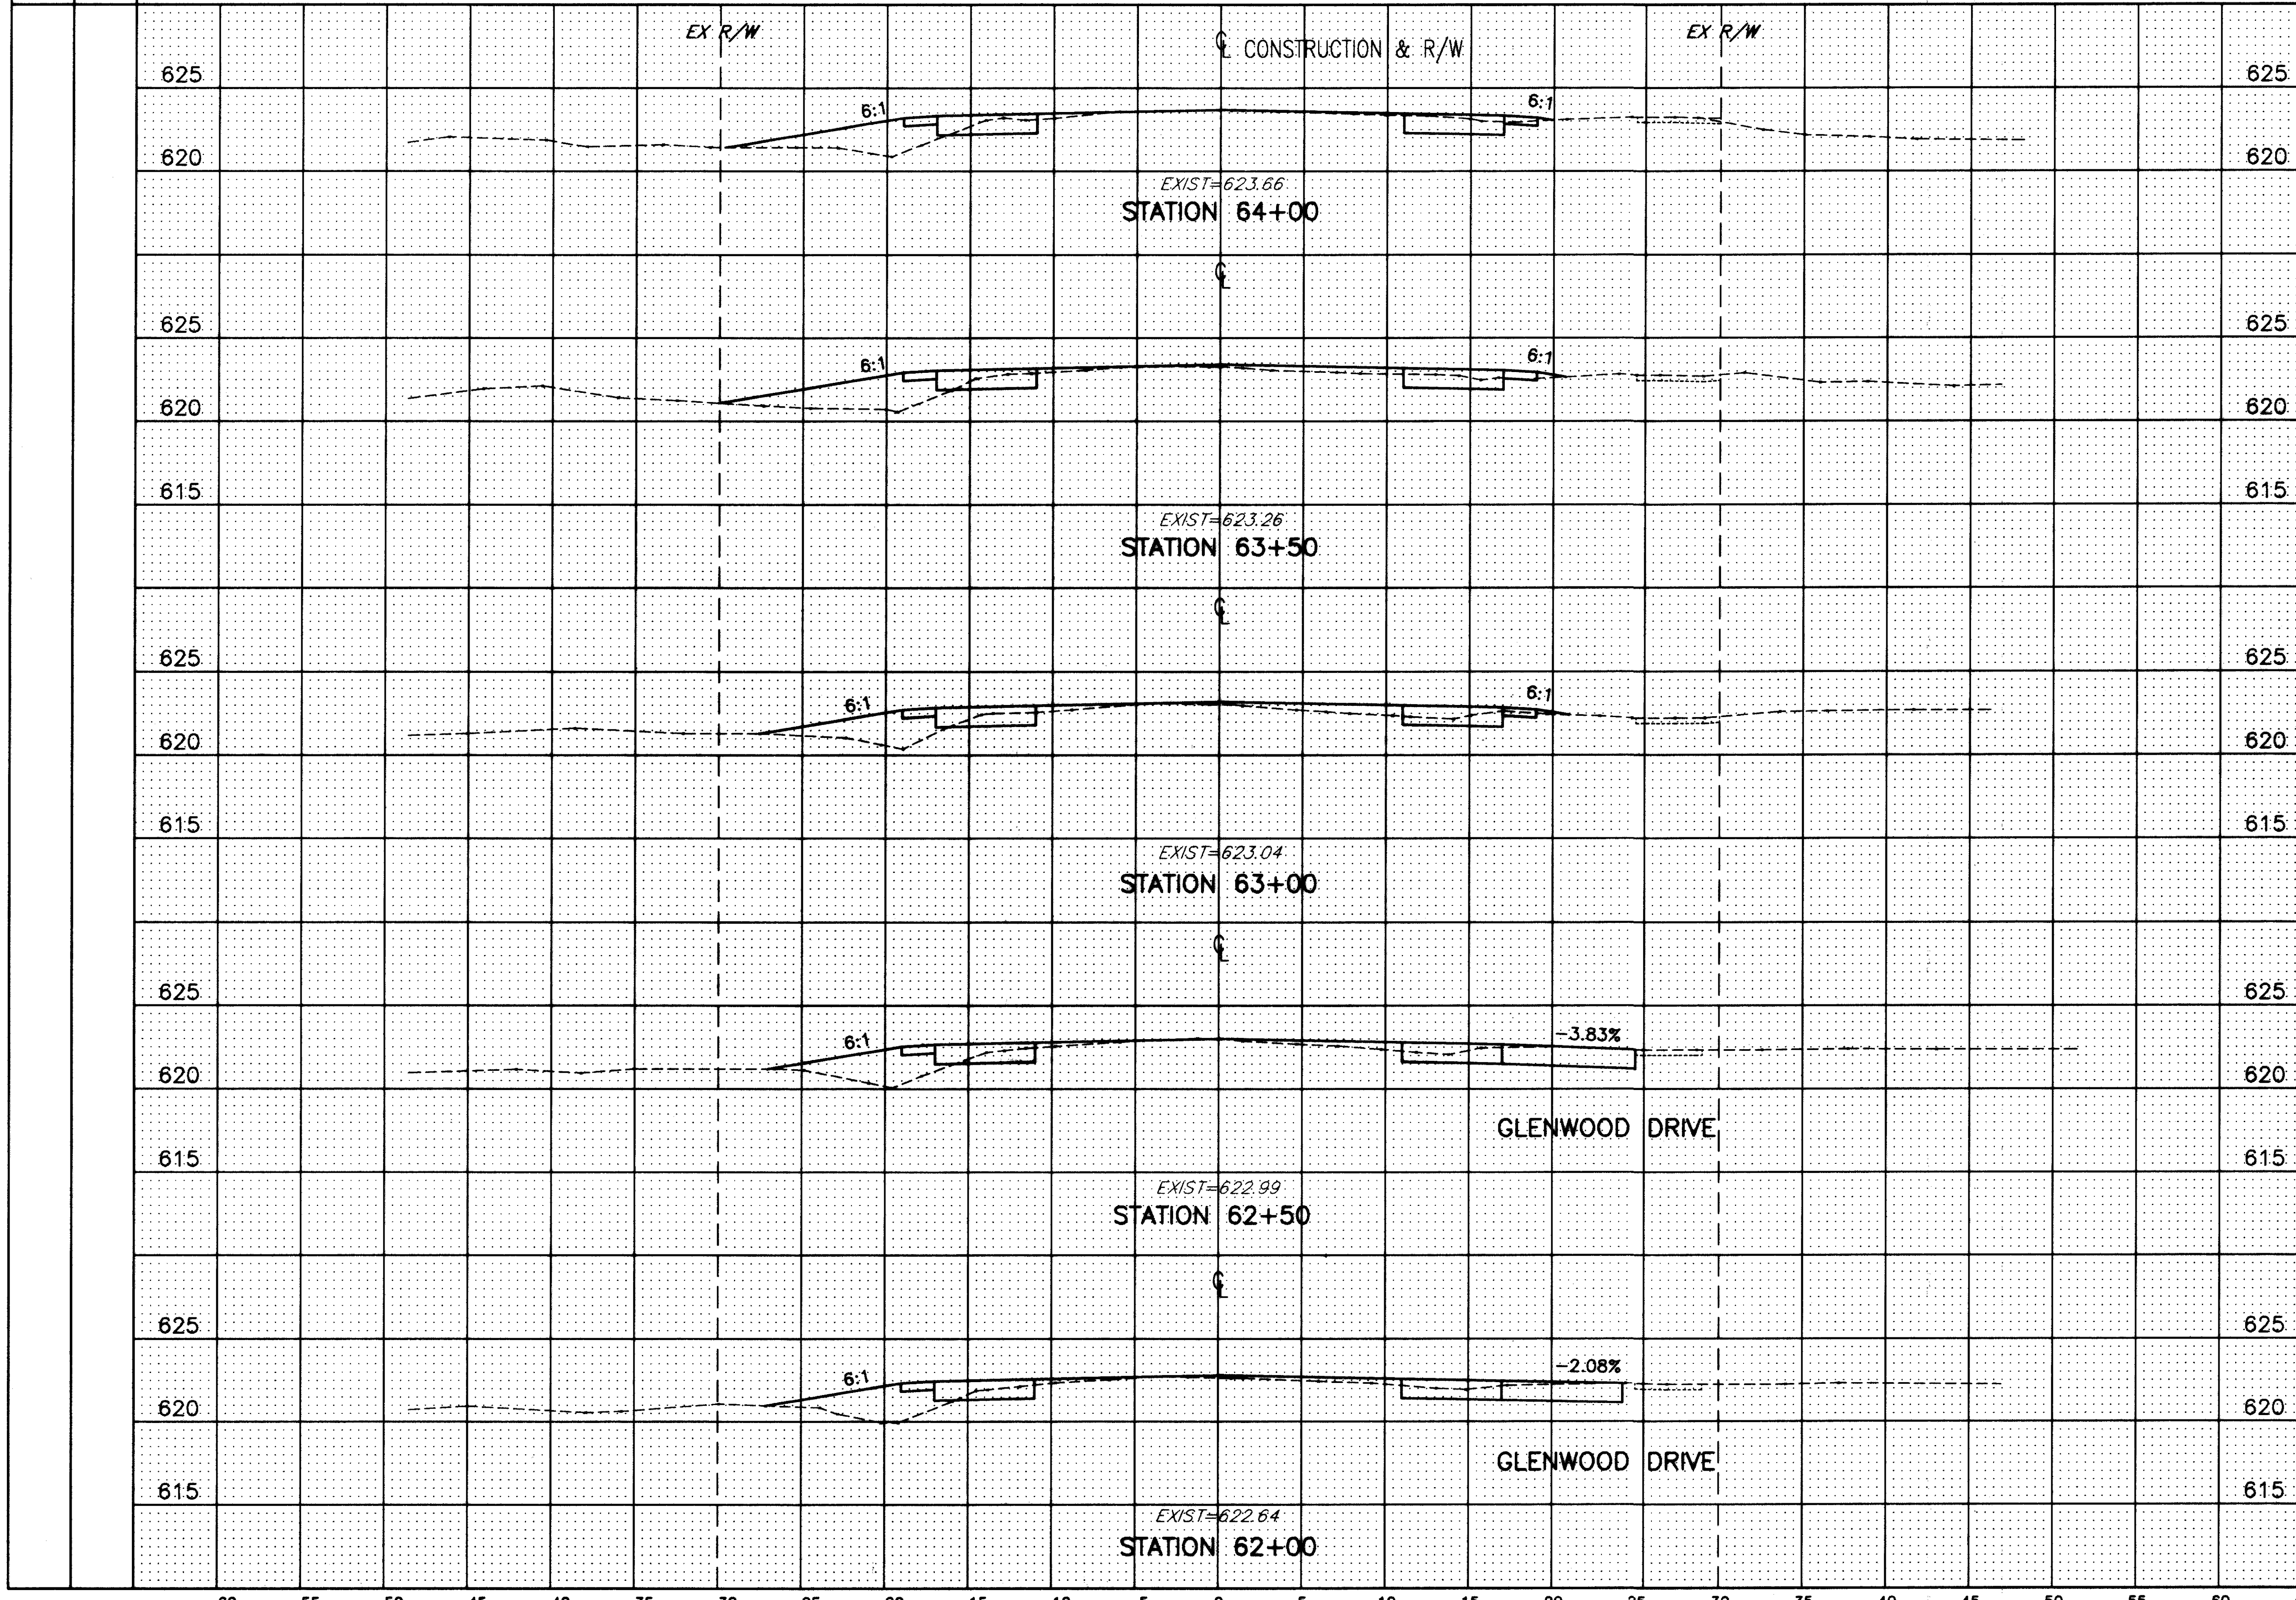 EX R/W
℄ CONSTRUCTION & R/W
EX R/W
625 625
6:1 6:1
620 620
EXIST=623.66
STATION 64+00
℄
625 625
6:1 6:1
620 620
615 615
EXIST=623.26
STATION 63+50
℄
625 625
6:1 6:1
620 620
615 615
EXIST=623.04
STATION 63+00
℄
625 625
6:1 -3.83%
620 620
GLENWOOD DRIVE
615 615
EXIST=622.99
STATION 62+50
℄
625 625
6:1 -2.08%
620 620
GLENWOOD DRIVE
615 615
EXIST=622.64
STATION 62+00